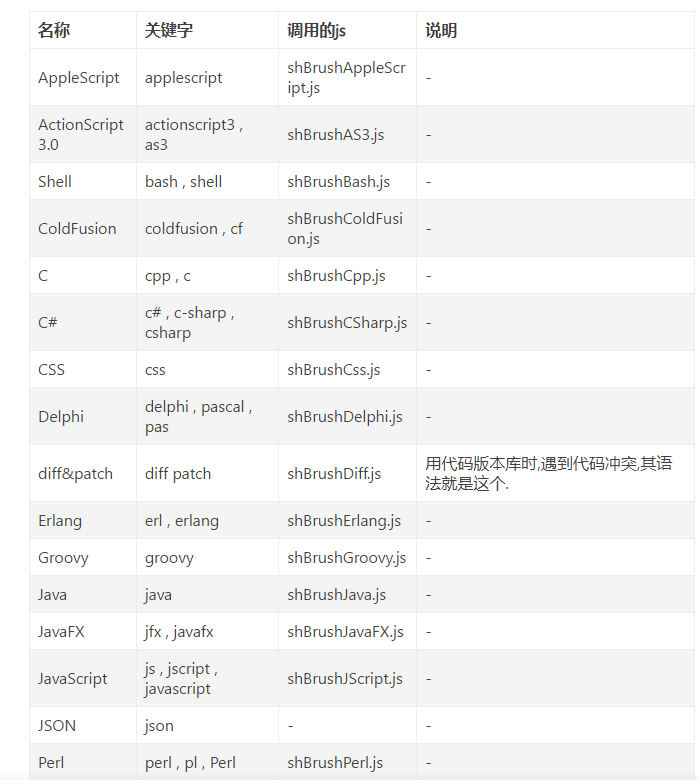 名称 关键字 调用的js 说明
AppleScript applescript shBrushAppleScr -
ipt.js
ActionScript actionscript3 , shBrushAS3.js -
3.0 as3
Shell bash , shell shBrushBash.js -
ColdFusion coldfusion , cf shBrushColdFusi -
on.js
C cpp , c shBrushCpp.js -
C# c# , c-sharp , shBrushCSharp.js -
csharp
CSS css shBrushCss.js -
Delphi delphi , pascal , shBrushDelphi.js -
pas
diff&patch diff patch shBrushDiff.js 用代码版本库时,遇到代码冲突,其语
法就是这个.
Erlang erl , erlang shBrushErlang.js -
Groovy groovy shBrushGroovy.js -
Java java shBrushJava.js -
JavaFX jfx , javafx shBrushJavaFX.js -
JavaScript js , jscript , shBrushJScript.js -
javascript
JSON json - -
Perl perl , pl , Perl shBrushPerl.js -